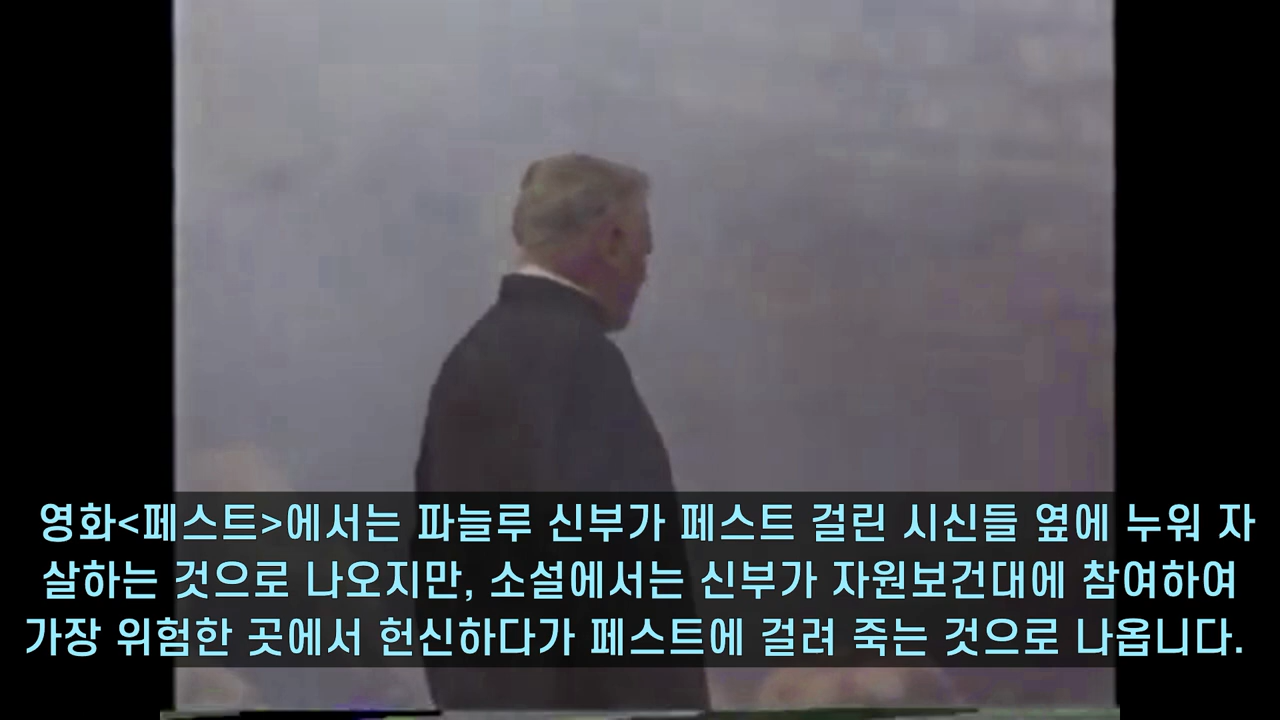 영화<페스트>에서는 파늘루 신부가 페스트 걸린 시신들 옆에 누워 자
살하는 것으로 나오지만, 소설에서는 신부가 자원보건대에 참여하여
가장 위험한 곳에서 헌신하다가 페스트에 걸려 죽는 것으로 나옵니다.